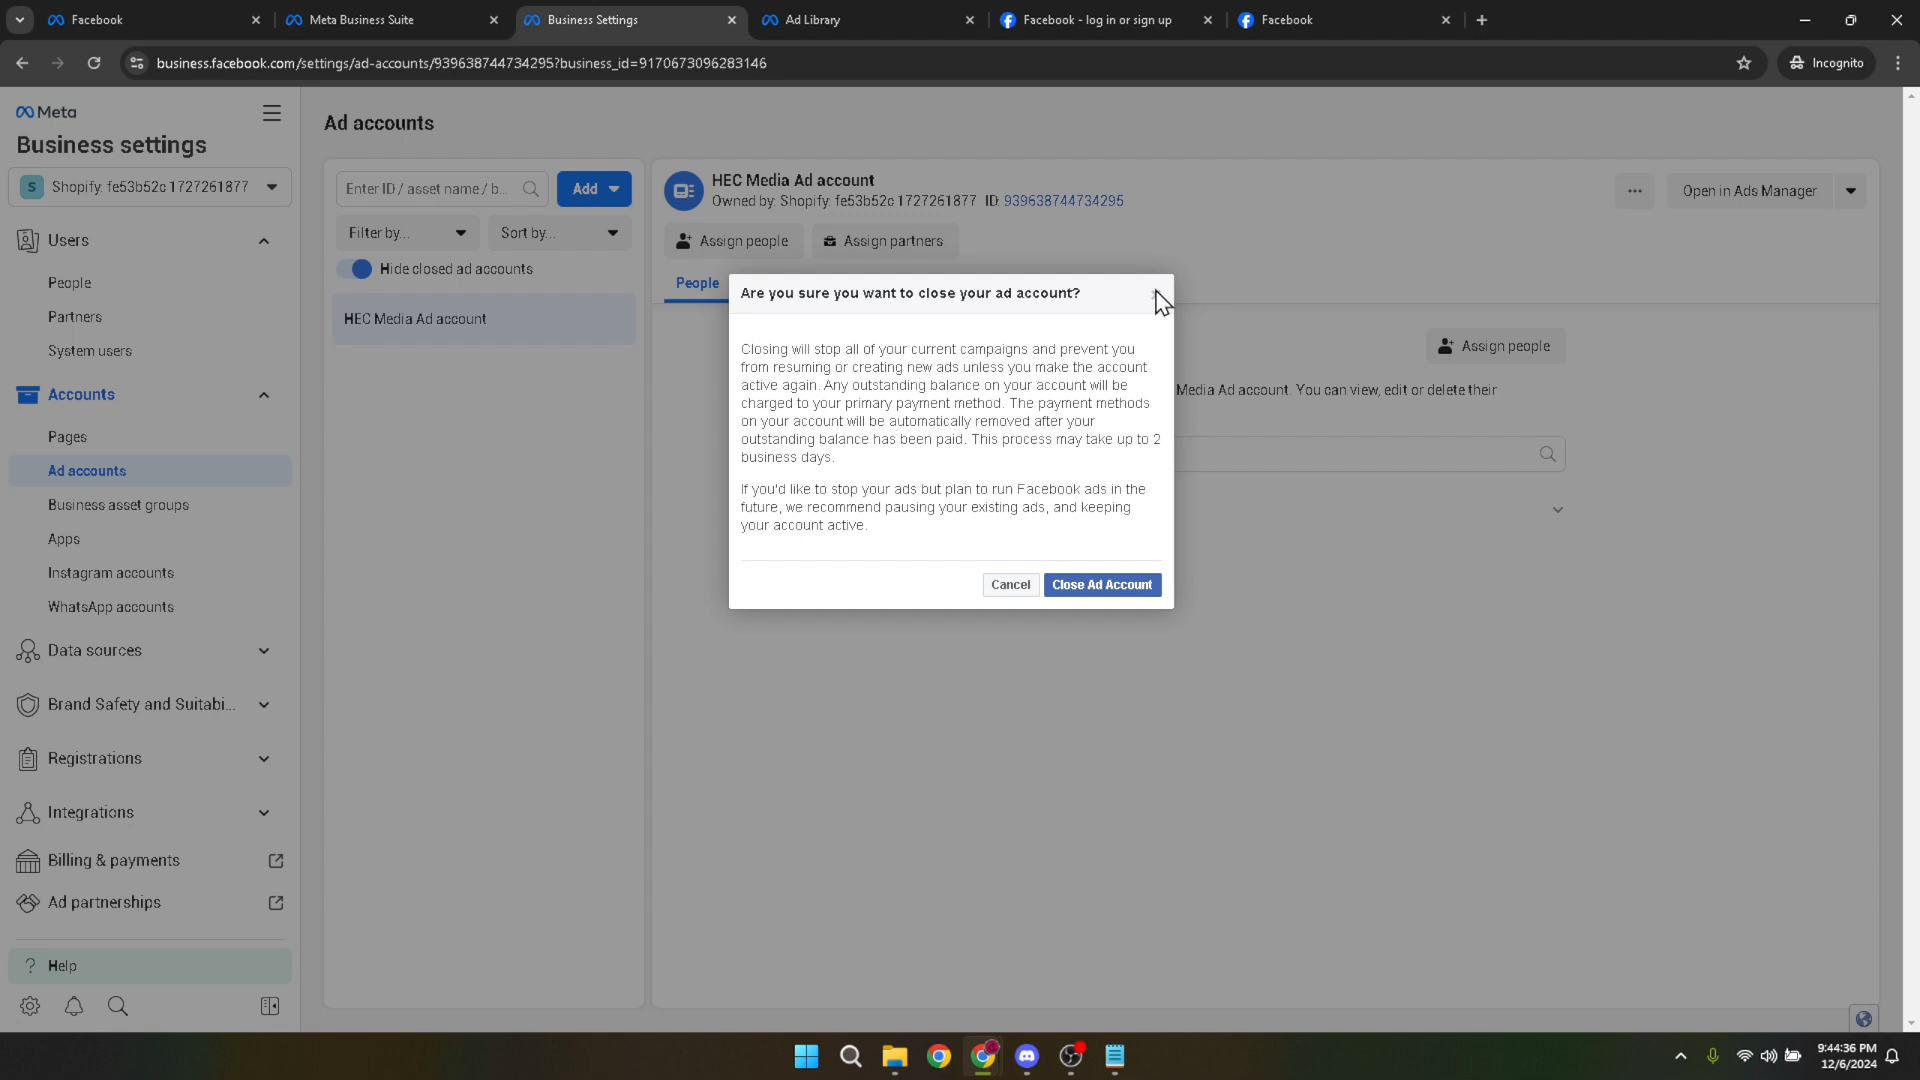 Facebook
Meta Business Suite
Business Settings
Ad Library
Facebook - log in or sign up
Facebook
business.facebook.com/settings/ad-accounts/939638744734295?business_id=9170673096283146
Incognito
Meta
Business settings
S
Shopify: fe53b52c 1727261877
Users
People
Partners
System users
Accounts
Pages
Ad accounts
Business asset groups
Apps
Instagram accounts
WhatsApp accounts
Data sources
Brand Safety and Suitabi...
Registrations
Integrations
Billing & payments
Ad partnerships
? Help
Ad accounts
Enter ID / asset name / b...
Add
Filter by...
Sort by...
Hide closed ad accounts
HEC Media Ad account
HEC Media Ad account
Owned by: Shopify: fe53b52c 1727261877 ID: 939638744734295
...
Open in Ads Manager
Assign people
Assign partners
People
Assign people
Media Ad account. You can view, edit or delete their
Are you sure you want to close your ad account?
Closing will stop all of your current campaigns and prevent you
from resuming or creating new ads unless you make the account
active again. Any outstanding balance on your account will be
charged to your primary payment method. The payment methods
on your account will be automatically removed after your
outstanding balance has been paid. This process may take up to 2
business days.
If you'd like to stop your ads but plan to run Facebook ads in the
future, we recommend pausing your existing ads, and keeping
your account active.
Cancel
Close Ad Account
9:44:36 PM
12/6/2024